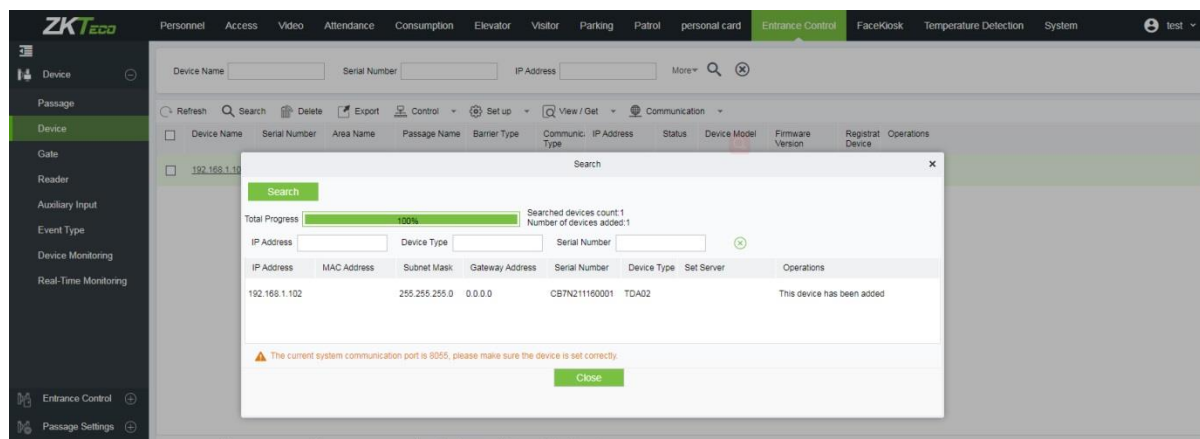 ZKTeco Personnel Access Video Attendance Consumption Elevator Visitor Parking Patrol personal card Entrance Control FaceKiosk Temperature Detection System test
Device
Passage
Device
Gate
Reader
Auxiliary Input
Event Type
Device Monitoring
Real-Time Monitoring
Entrance Control
Passage Settings
Device Name Serial Number IP Address More
Refresh Search Delete Export Control Set up View / Get Communication
Device Name Serial Number Area Name Passage Name Barrier Type Communic: Type IP Address Status Device Model Firmware Version Registrat Device Operations
192.168.1.10
Search
Search
Total Progress 100% Searched devices count:1
Number of devices added:1
IP Address Device Type Serial Number
IP Address MAC Address Subnet Mask Gateway Address Serial Number Device Type Set Server Operations
192.168.1.102 255.255.255.0 0.0.0.0 CB7N211160001 TDA02 This device has been added
The current system communication port is 8055, please make sure the device is set correctly.
Close